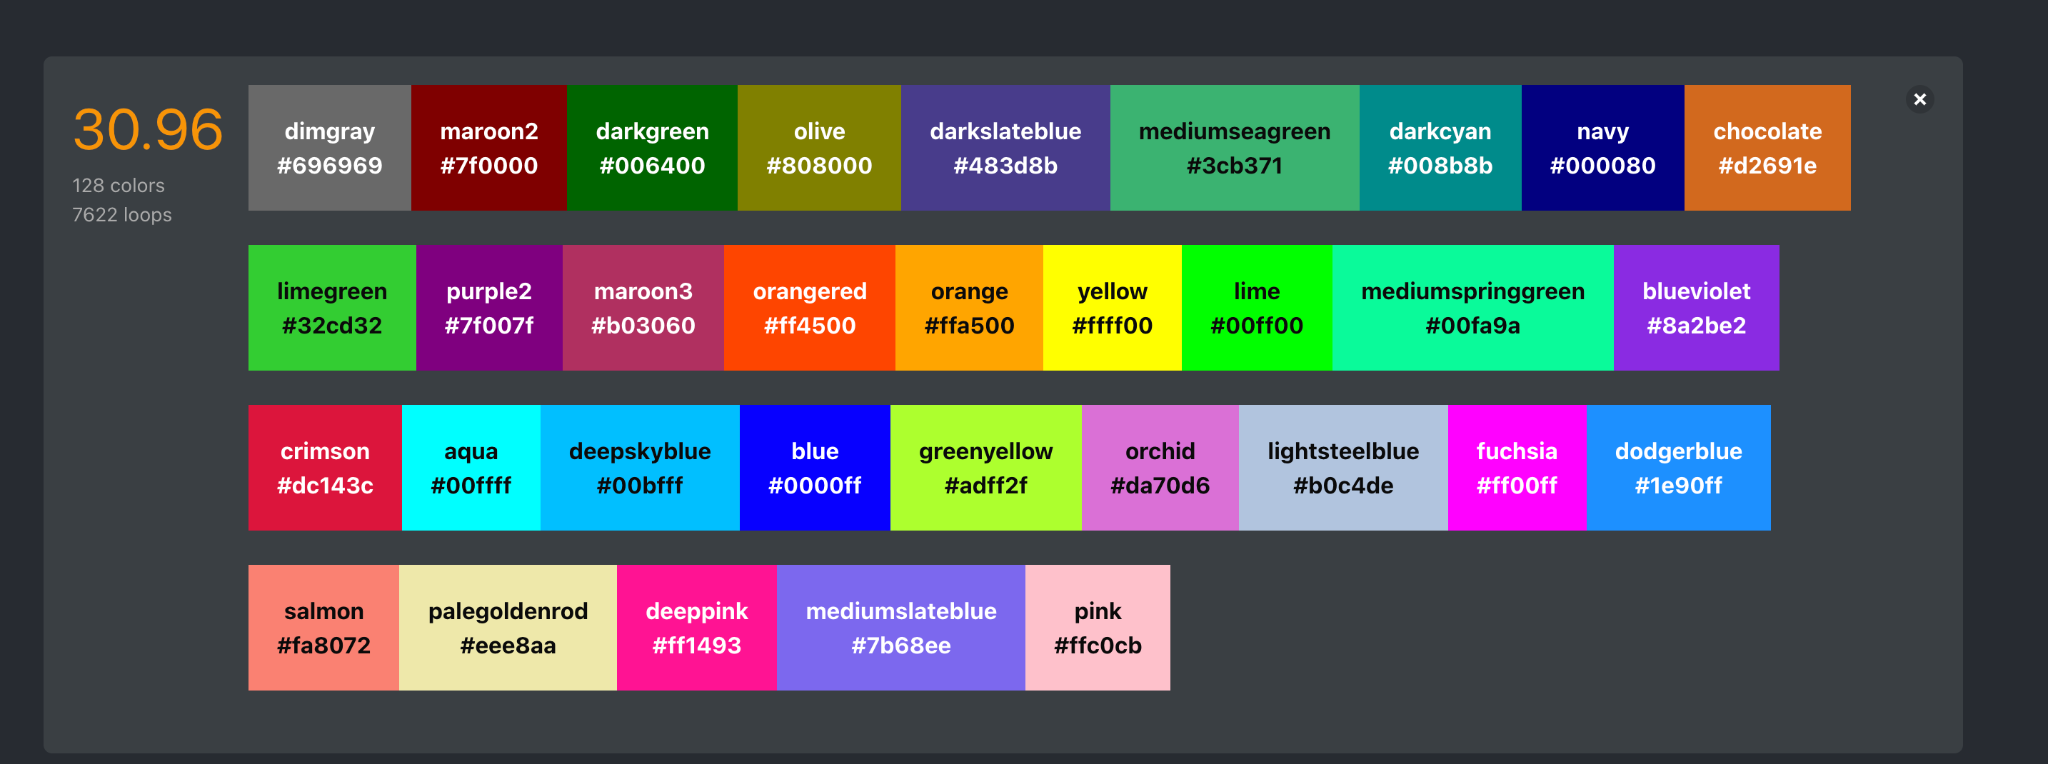 30.96
128 colors
7622 loops
dimgray maroon2 darkgreen olive darkslateblue mediumseagreen darkcyan navy chocolate
#696969 #7f0000 #006400 #808000 #483d8b #3cb371 #008b8b #000080 #d2691e
limegreen purple2 maroon3 orangered orange yellow lime mediumspringgreen blueviolet
#32cd32 #7f007f #b03060 #ff4500 #ffa500 #ffff00 #00ff00 #00fa9a #8a2be2
crimson aqua deepskyblue blue greenyellow orchid lightsteelblue fuchsia dodgerblue
#dc143c #00ffff #00bfff #0000ff #adff2f #da70d6 #b0c4de #ff00ff #1e90ff
salmon palegoldenrod deeppink mediumslateblue pink
#fa8072 #eee8aa #ff1493 #7b68ee #ffc0cb